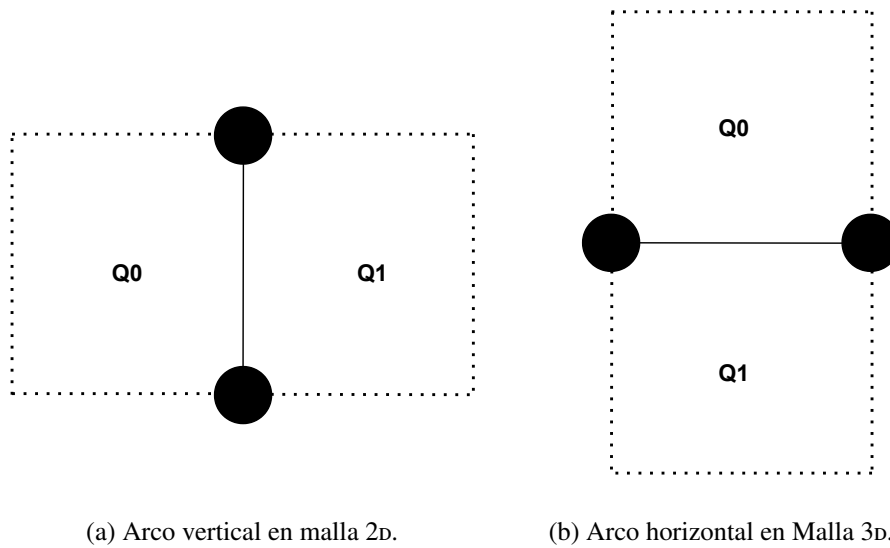 Q0
Q1
Q0
Q1
(a) Arco vertical en malla 2D.
(b) Arco horizontal en Malla 3D.